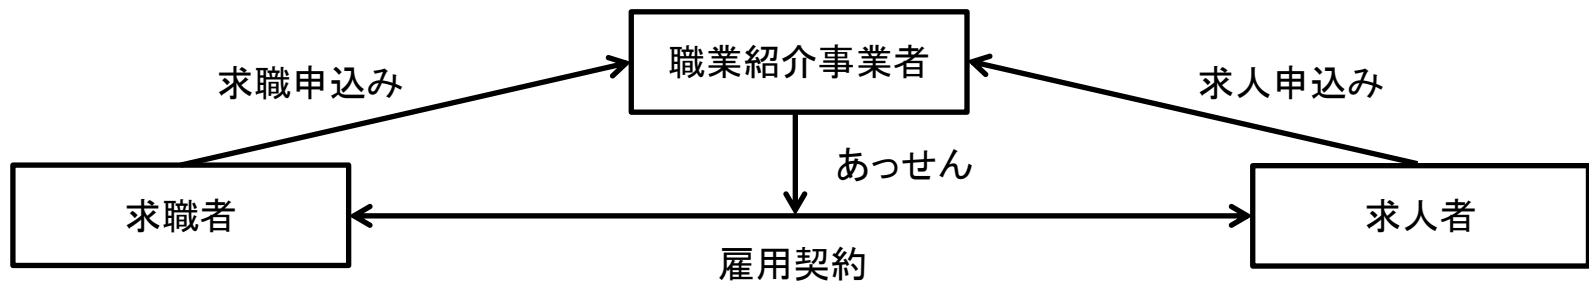 職業紹介事業者
求職申込み
求人申込み
あっせん
求職者
求人者
雇用契約